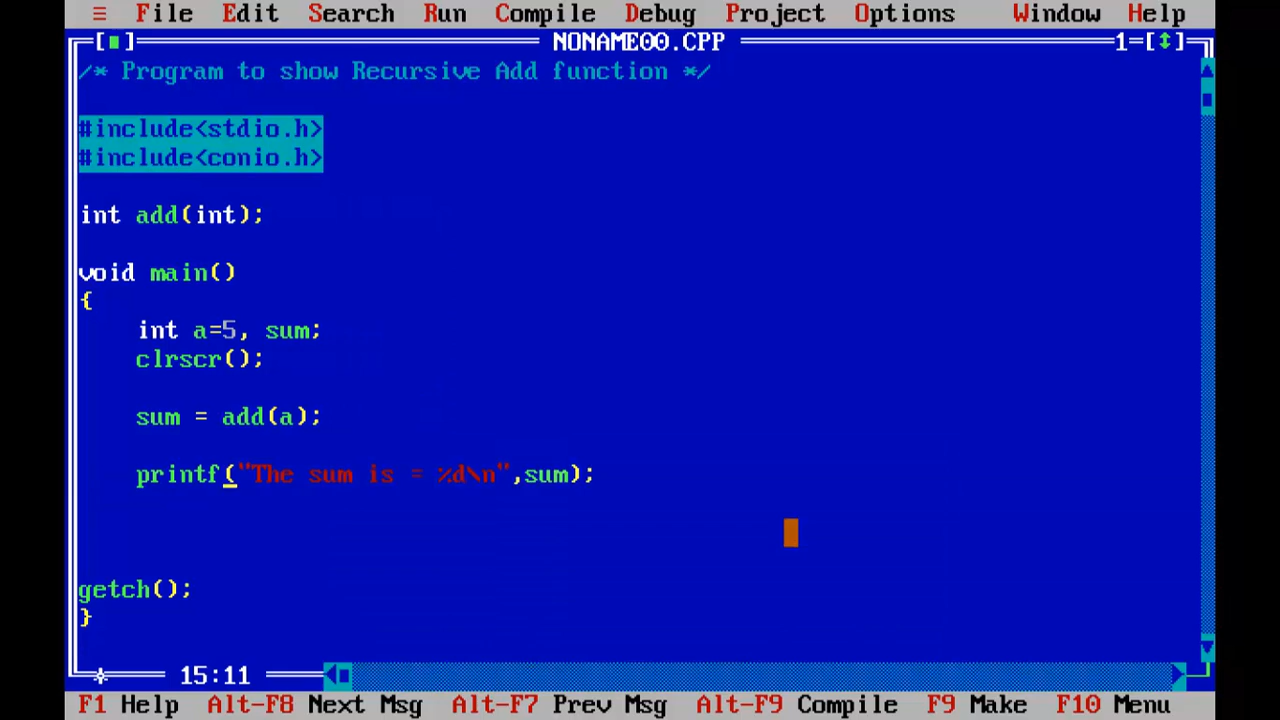 ≡ File Edit Search Run Compile Debug Project Options Window Help
[■] NONAME00.CPP 1=[↕]
/* Program to show Recursive Add function */
#include<stdio.h>
#include<conio.h>
int add(int);
void main()
{
int a=5, sum;
clrscr();
sum = add(a);
printf("The sum is = %d\n",sum);
getch();
}
15:11
F1 Help Alt-F8 Next Msg Alt-F7 Prev Msg Alt-F9 Compile F9 Make F10 Menu